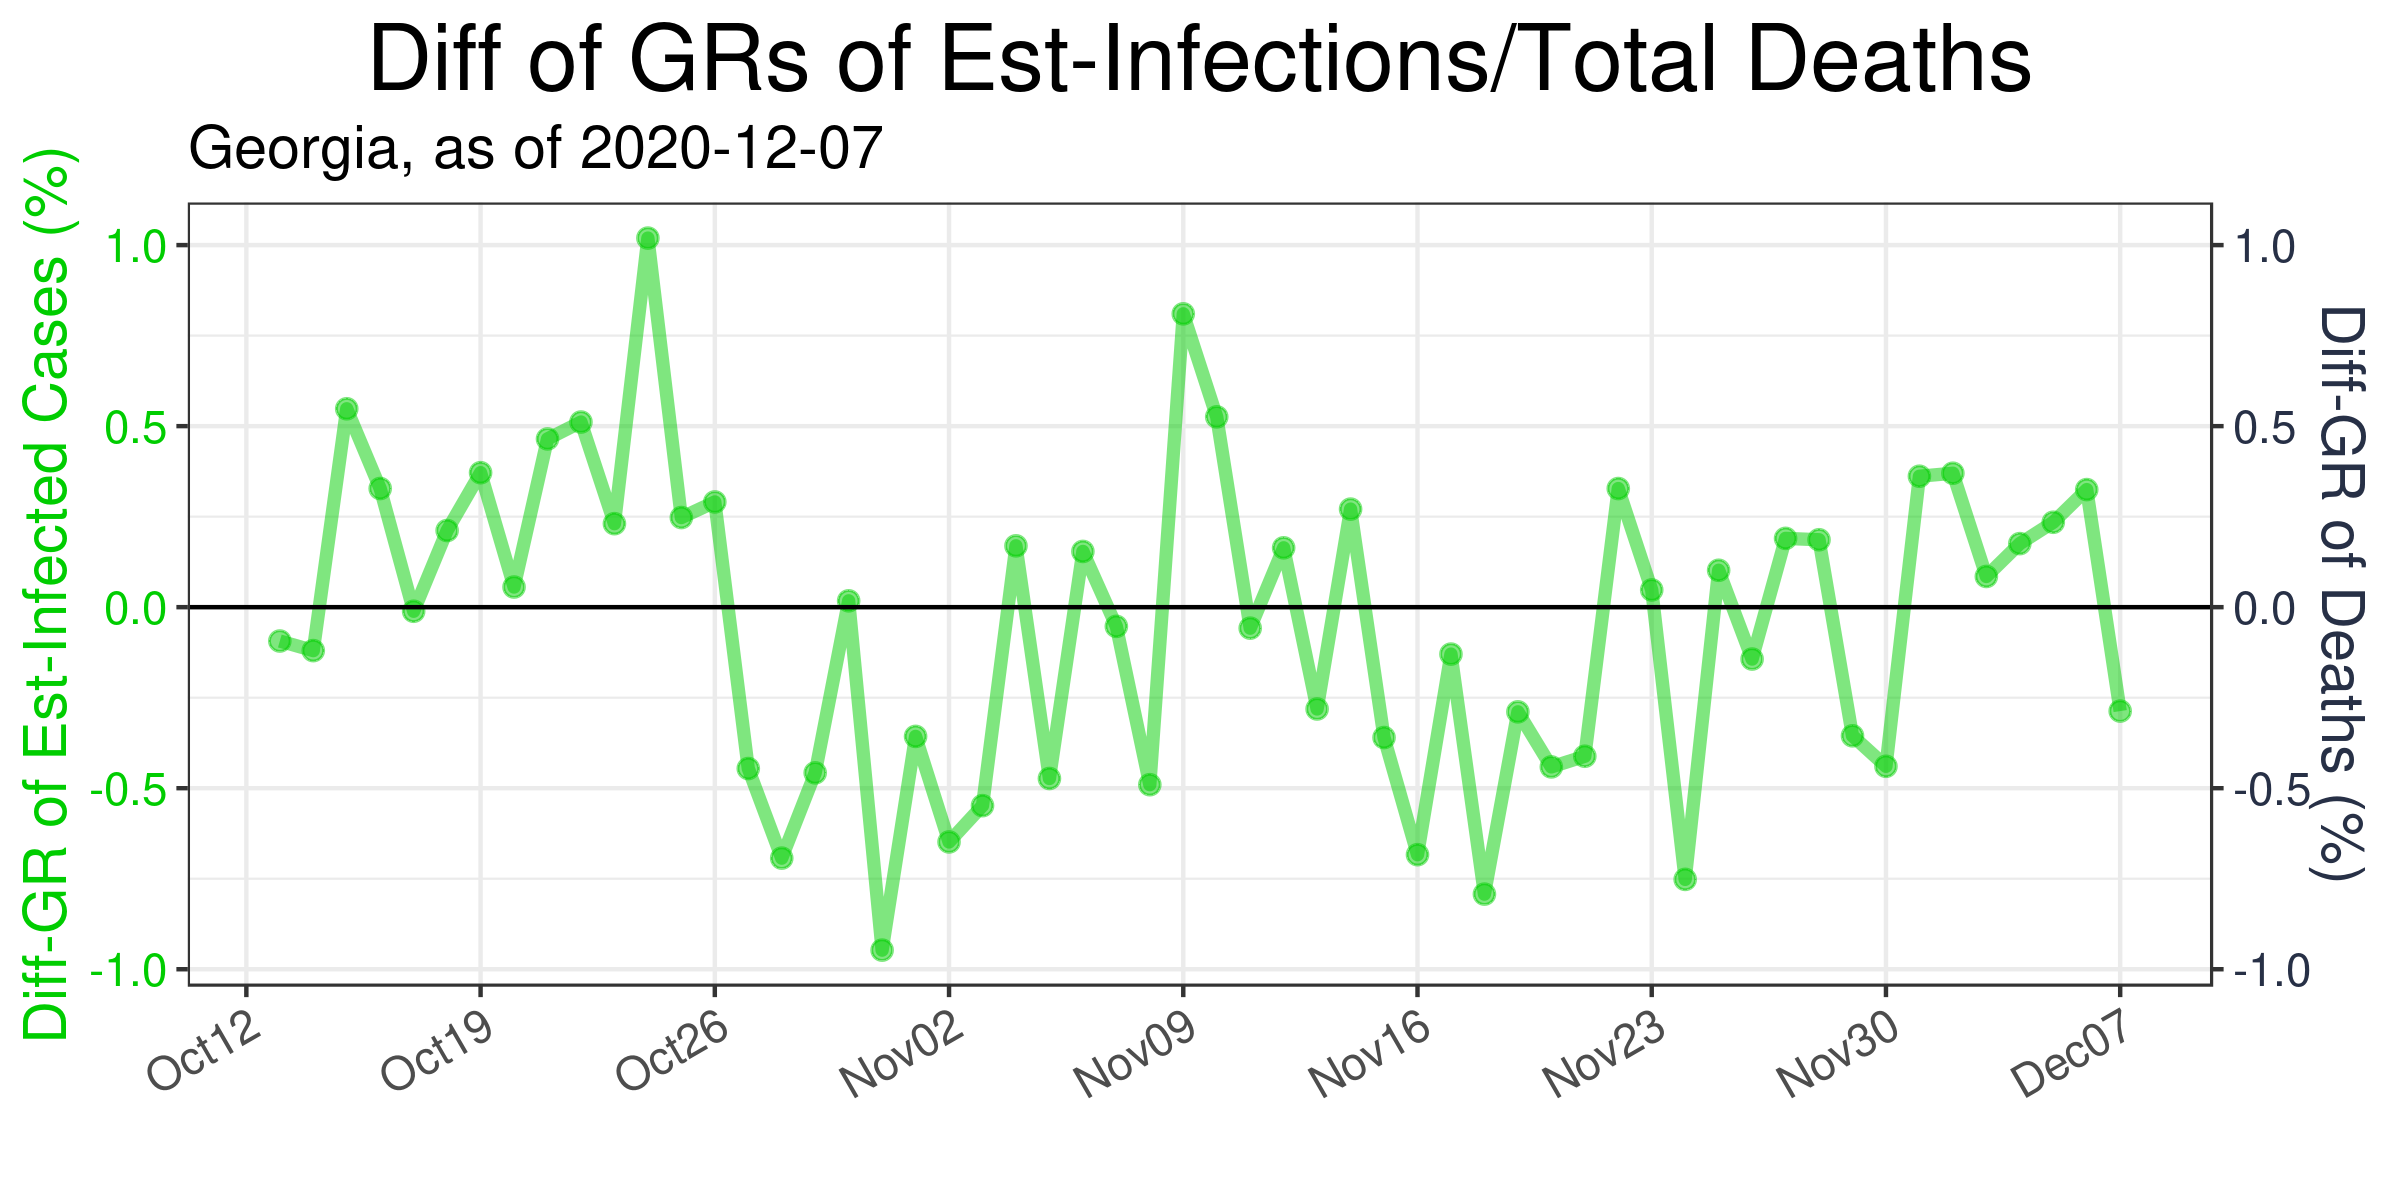 Diff of GRs of Est-Infections/Total Deaths
Georgia, as of 2020-12-07
Diff-GR of Est-Infected Cases (%)
1.0
0.5
0.0
-0.5
-1.0
1.0
0.5
0.0
-0.5
-1.0
Diff-GR of Deaths (%)
Oct12
Oct19
Oct26
Nov02
Nov09
Nov16
Nov23
Nov30
Dec07